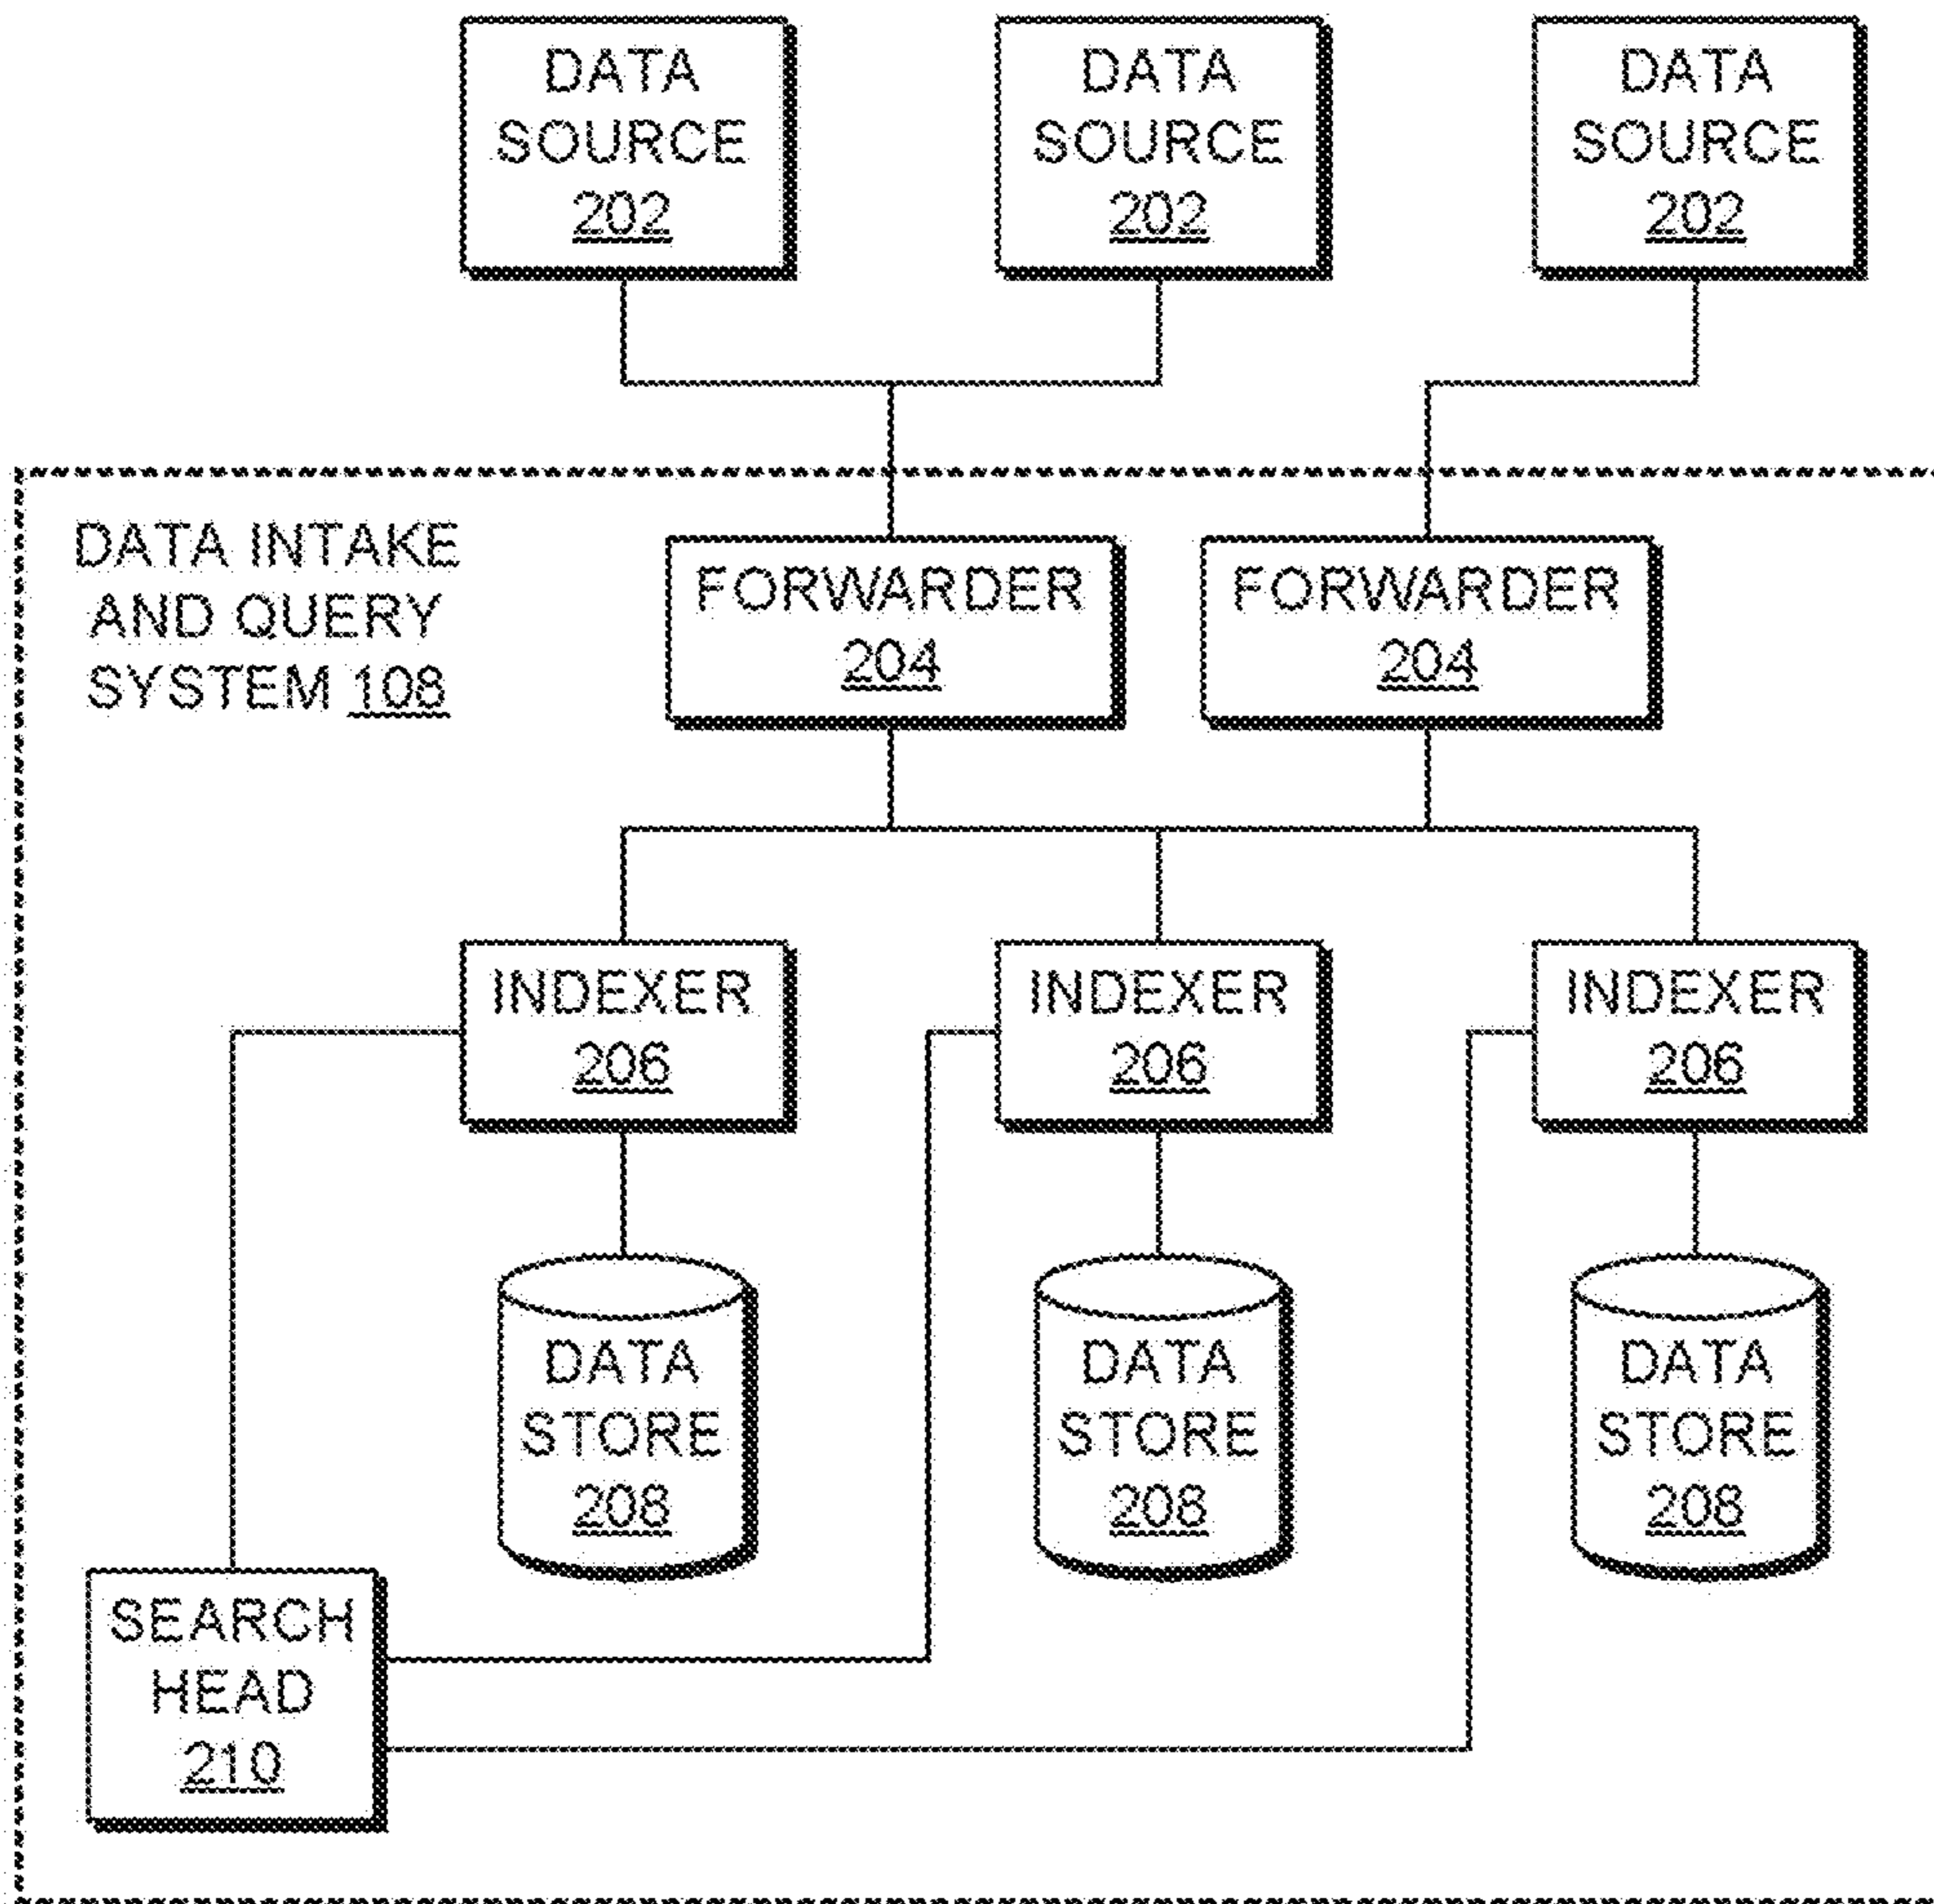 DATA
SOURCE
202
DATA
SOURCE
202
DATA
SOURCE
202
DATA INTAKE
AND QUERY
SYSTEM 108
FORWARDER
204
FORWARDER
204
INDEXER
206
INDEXER
206
INDEXER
206
DATA
STORE
208
DATA
STORE
208
DATA
STORE
208
SEARCH
HEAD
210